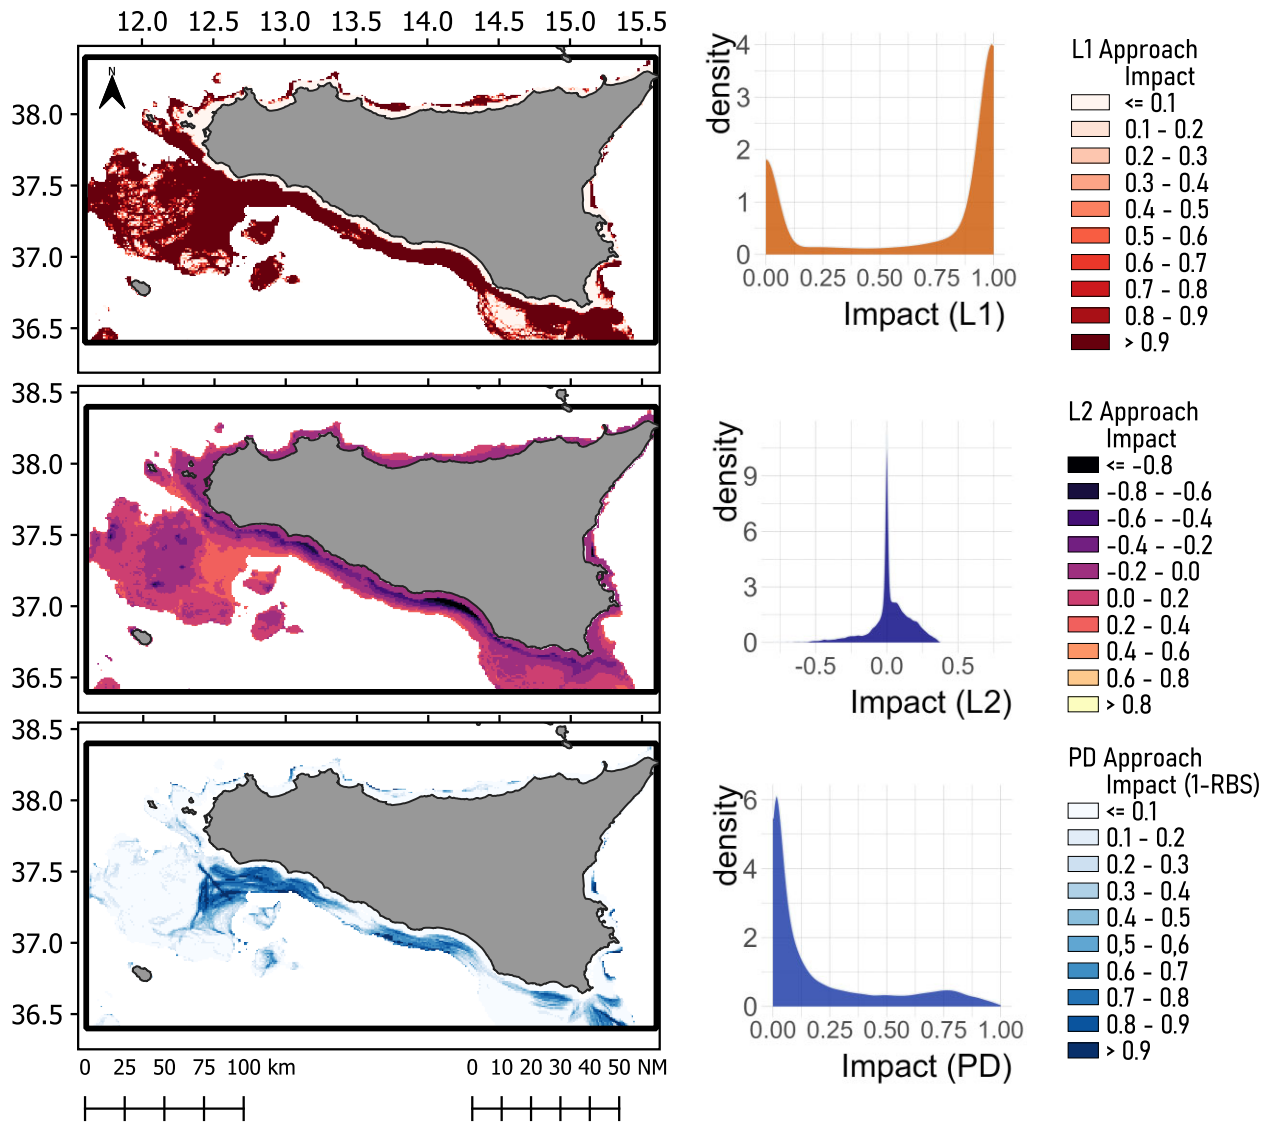 12.0 12.5 13.0 13.5 14.0 14.5 15.0 15.5
N
38.0
37.5
37.0
36.5
density
4
3
2
1
0
0.00 0.25 0.50 0.75 1.00
Impact (L1)
L1 Approach
Impact
<= 0.1
0.1 - 0.2
0.2 - 0.3
0.3 - 0.4
0.4 - 0.5
0.5 - 0.6
0.6 - 0.7
0.7 - 0.8
0.8 - 0.9
> 0.9
38.5
38.0
37.5
37.0
36.5
density
9
6
3
0
-0.5 0.0 0.5
Impact (L2)
L2 Approach
Impact
<= -0.8
-0.8 - -0.6
-0.6 - -0.4
-0.4 - -0.2
-0.2 - 0.0
0.0 - 0.2
0.2 - 0.4
0.4 - 0.6
0.6 - 0.8
> 0.8
38.5
38.0
37.5
37.0
36.5
density
6
4
2
0
0.00 0.25 0.50 0.75 1.00
Impact (PD)
PD Approach
Impact (1-RBS)
<= 0.1
0.1 - 0.2
0.2 - 0.3
0.3 - 0.4
0.4 - 0.5
0,5 - 0,6
0.6 - 0.7
0.7 - 0.8
0.8 - 0.9
> 0.9
0 25 50 75 100 km
0 10 20 30 40 50 NM